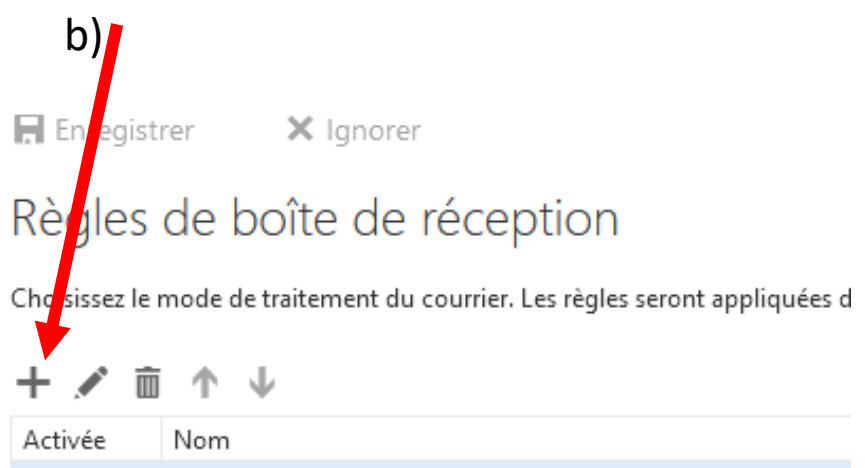 b)
Enregistrer Ignorer
Règles de boîte de réception
Choisissez le mode de traitement du courrier. Les règles seront appliquées d
Activée Nom